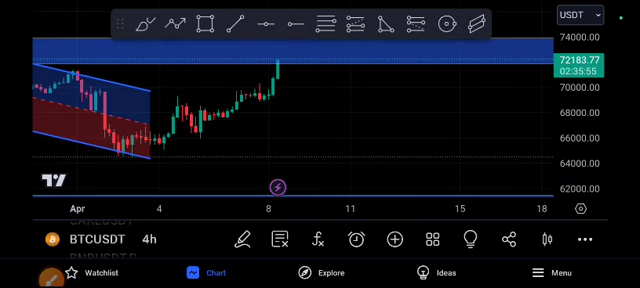 USDT
74000.00
72183.77
02:35:55
70000.00
68000.00
66000.00
64000.00
62000.00
Apr 4 8 11 15 18
BTCUSDT 4h
Watchlist Chart Explore Ideas Menu